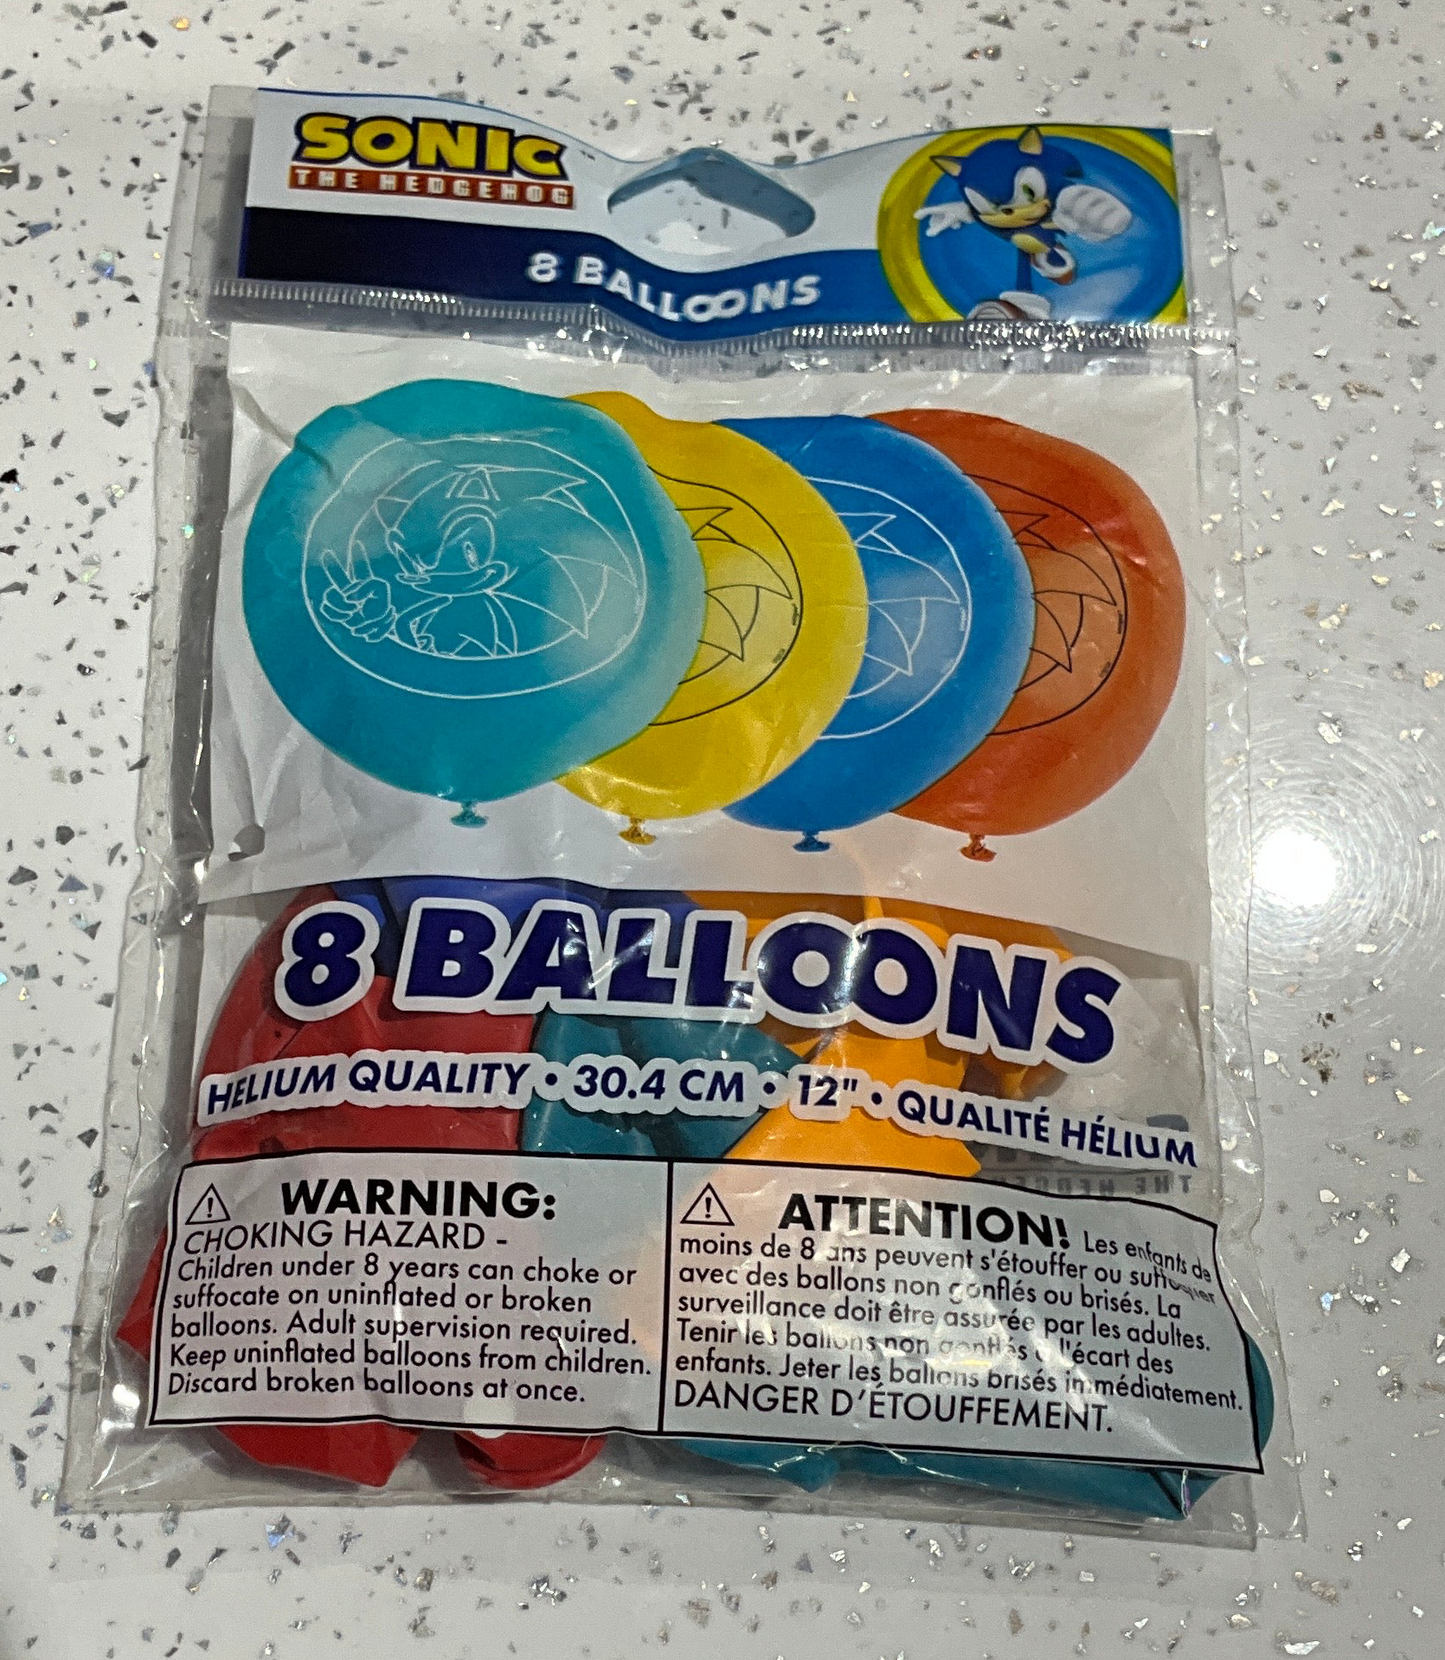 SONIC
THE HEDGEHOG
8 BALLOONS
8 BALLOONS
HELIUM QUALITY • 30.4 CM • 12" • QUALITÉ HÉLIUM
WARNING:
CHOKING HAZARD -
Children under 8 years can choke or
suffocate on uninflated or broken
balloons. Adult supervision required.
Keep uninflated balloons from children.
Discard broken balloons at once.
ATTENTION! Les enfants de
moins de 8 ans peuvent s'étouffer ou suffoquer
avec des ballons non gonflés ou brisés. La
surveillance doit être assurée par les adultes.
Tenir les ballons non gonflés à l'écart des
enfants. Jeter les ballons brisés immédiatement.
DANGER D'ÉTOUFFEMENT.